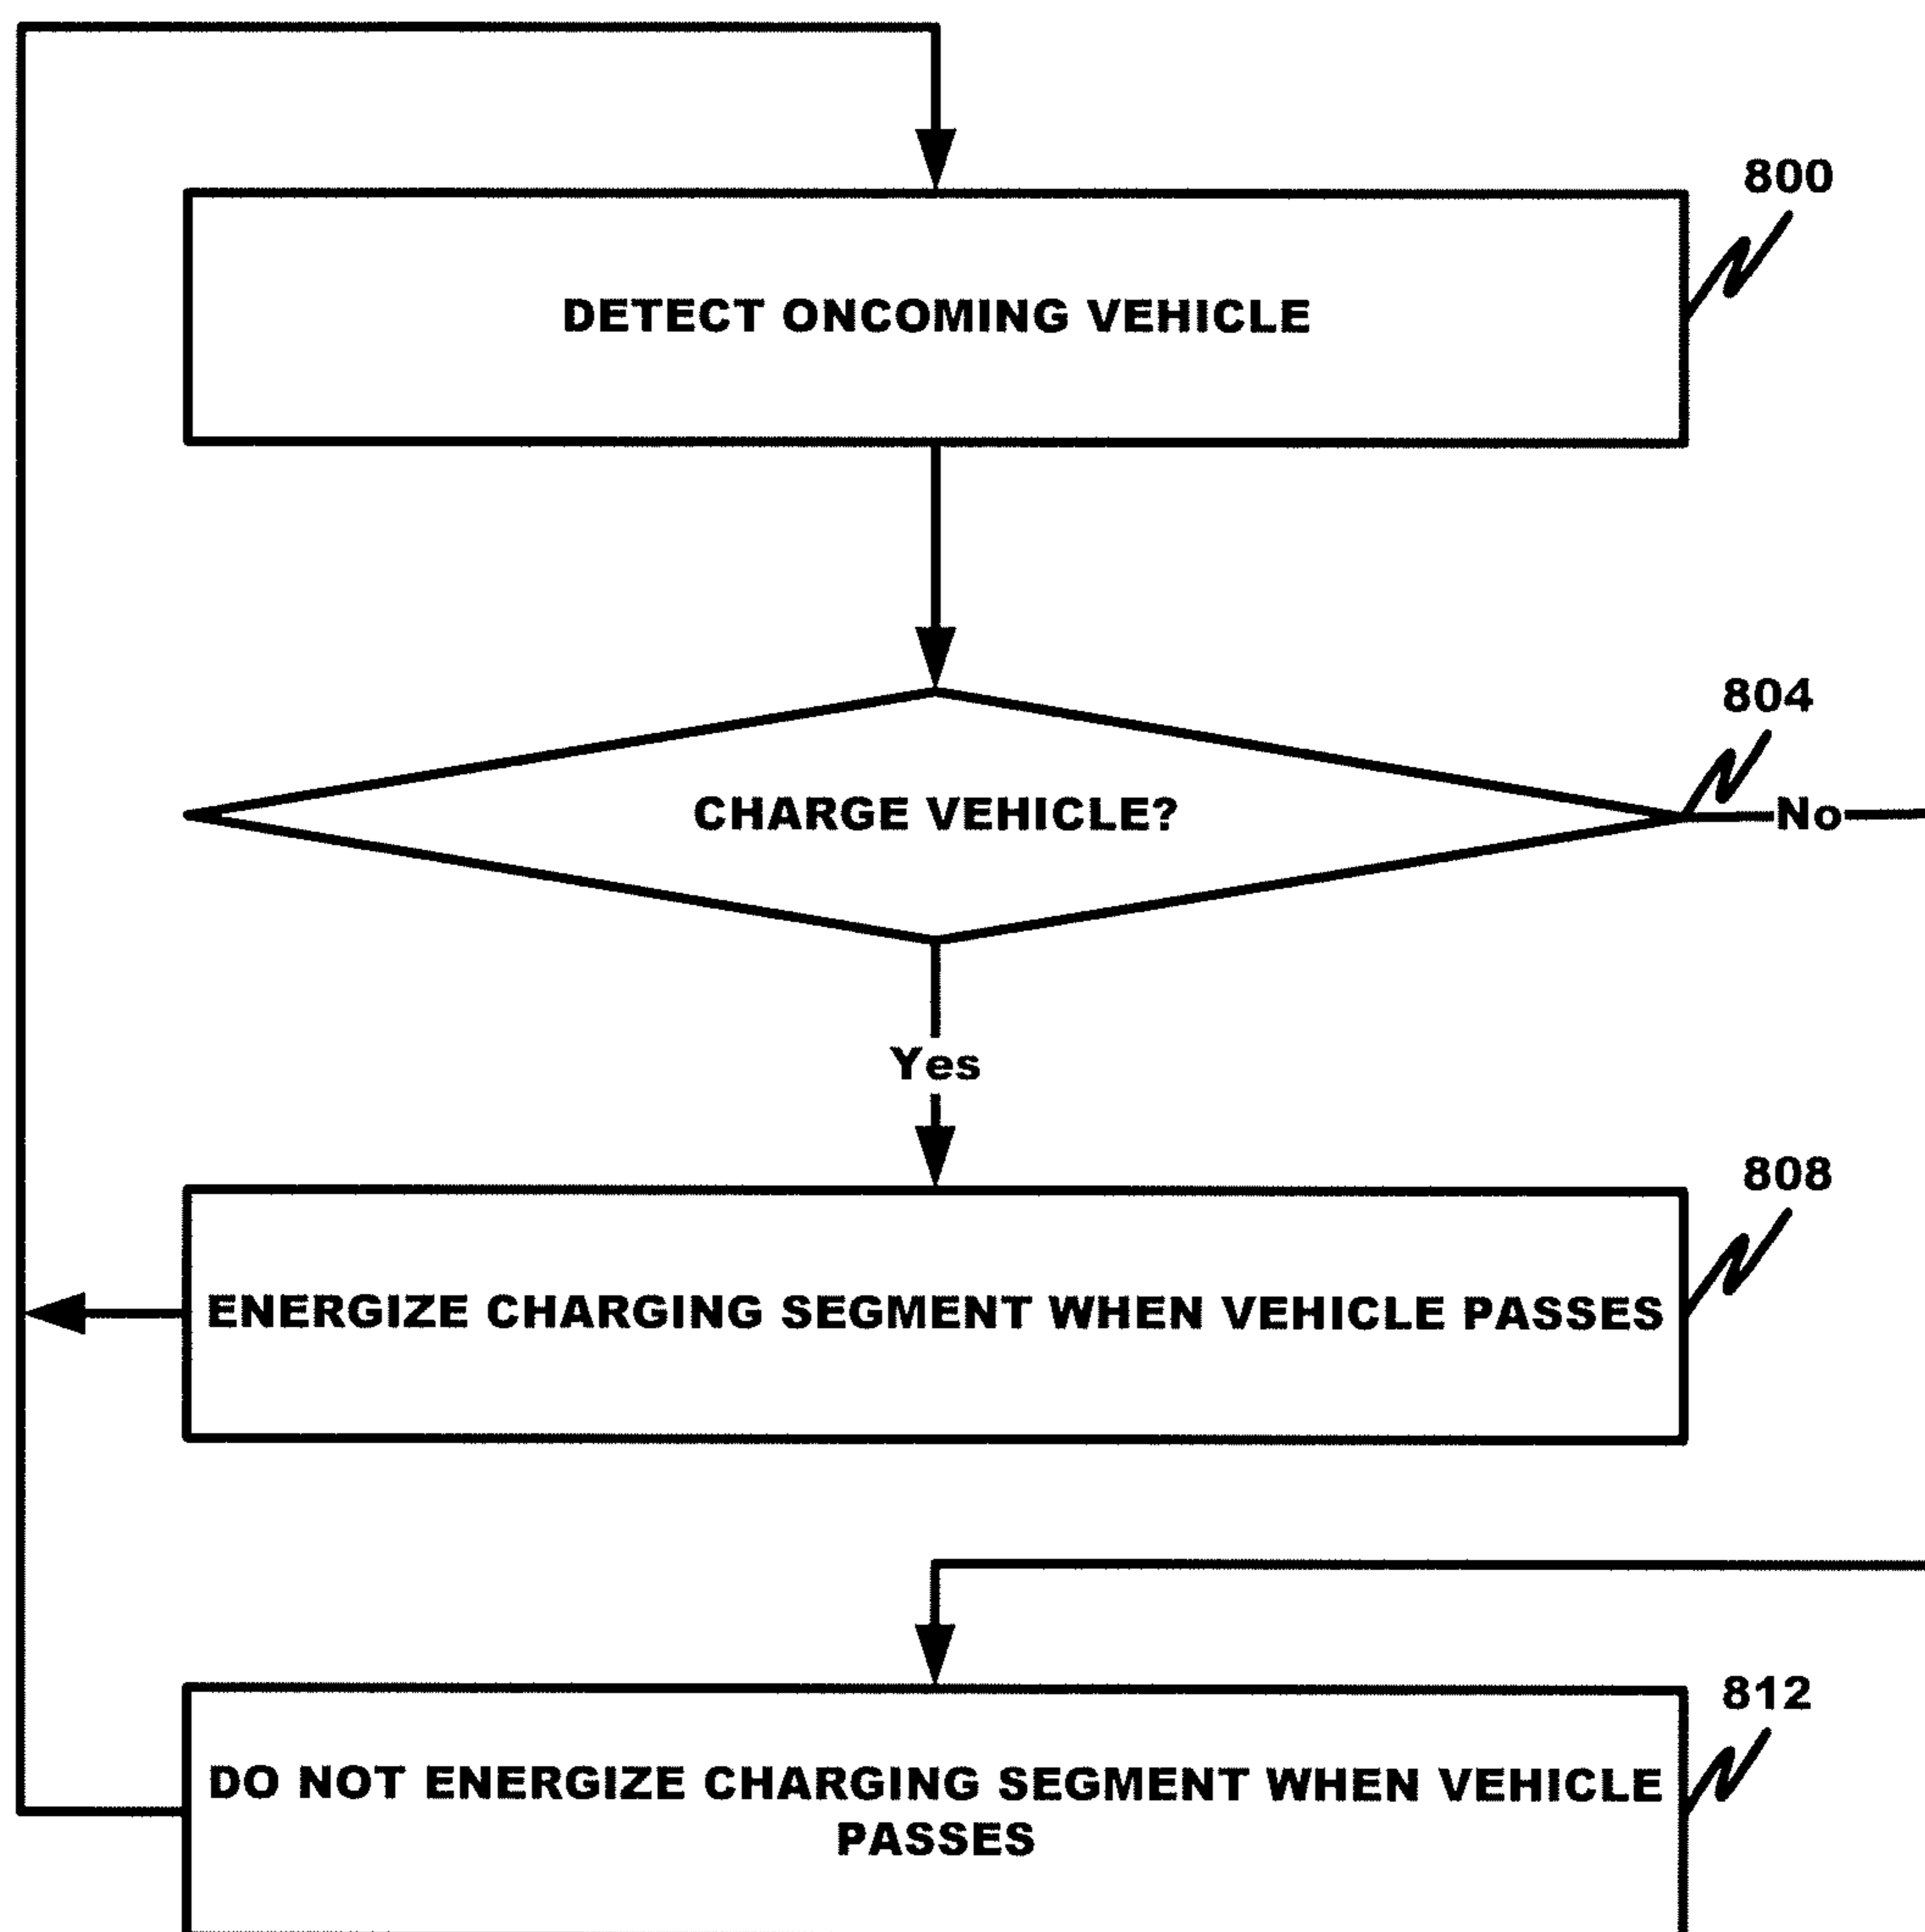 800
DETECT ONCOMING VEHICLE
804
CHARGE VEHICLE?
No
Yes
808
ENERGIZE CHARGING SEGMENT WHEN VEHICLE PASSES
812
DO NOT ENERGIZE CHARGING SEGMENT WHEN VEHICLE
PASSES